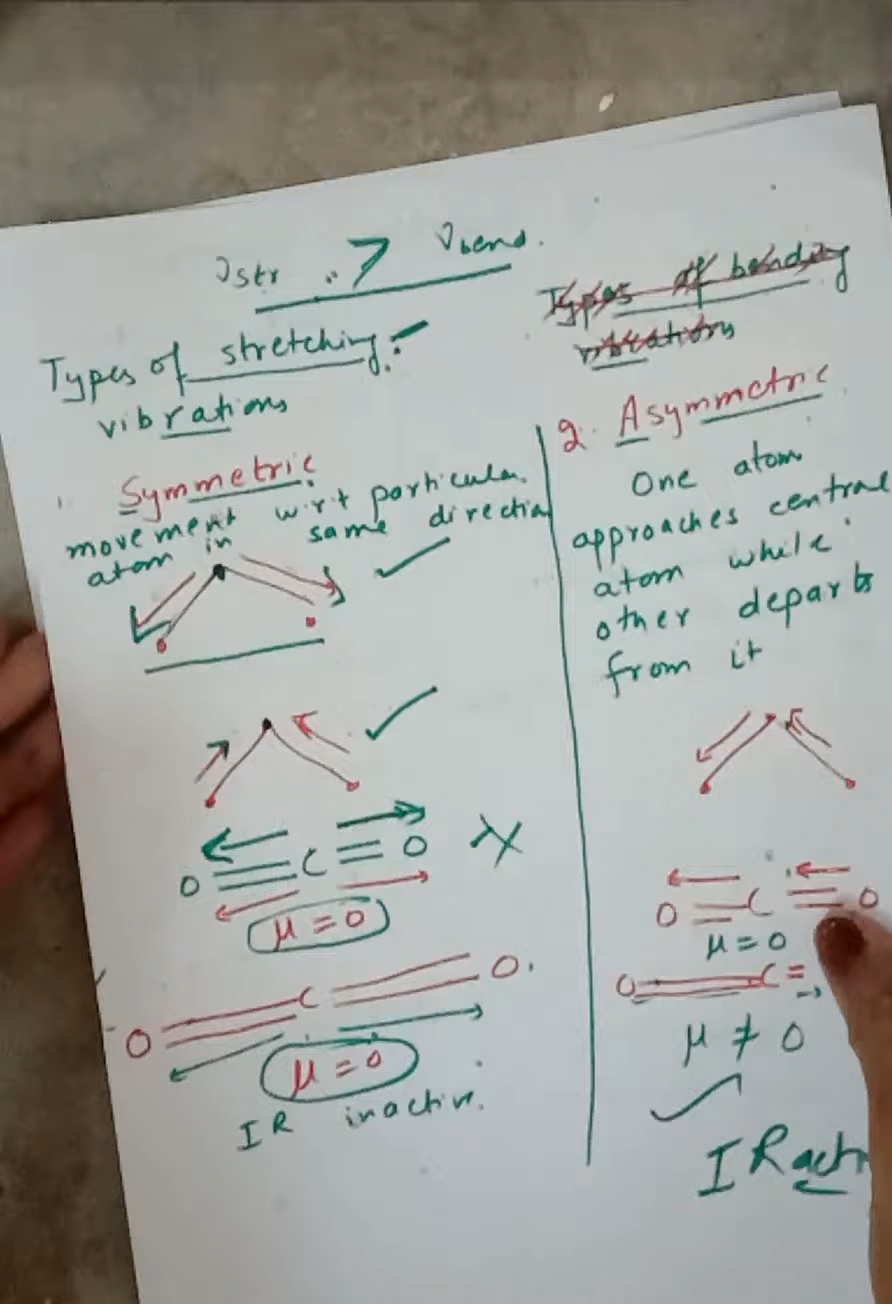 νstr > νbend.
Types of stretching:
vibrations
1. Symmetric
movement w.r.t particular
atom in same direction
O C O
μ = 0
O C O
μ = 0
IR inactive.
Types of bending
vibrations
2. Asymmetric
One atom
approaches central
atom while
other departs
from it
O C O
μ = 0
O C
μ ≠ 0
IR acti